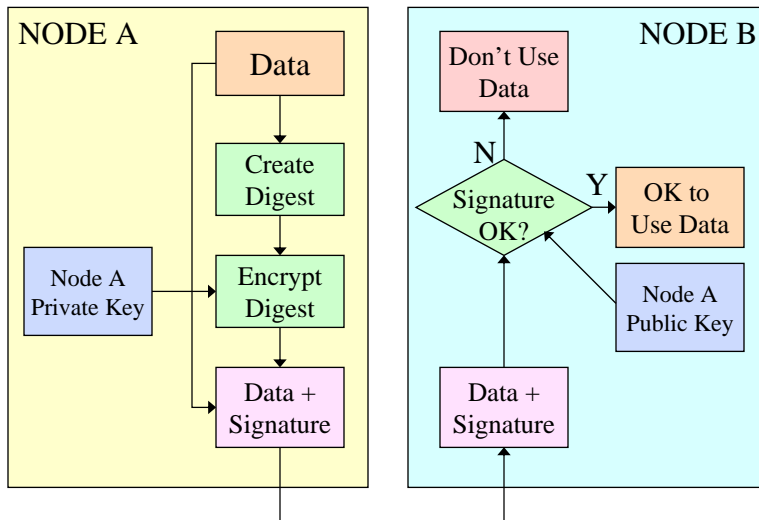 NODE A
Data
Create
Digest
Node A
Private Key
Encrypt
Digest
Data +
Signature
NODE B
Don’t Use
Data
N
Y
Signature
OK?
OK to
Use Data
Node A
Public Key
Data +
Signature